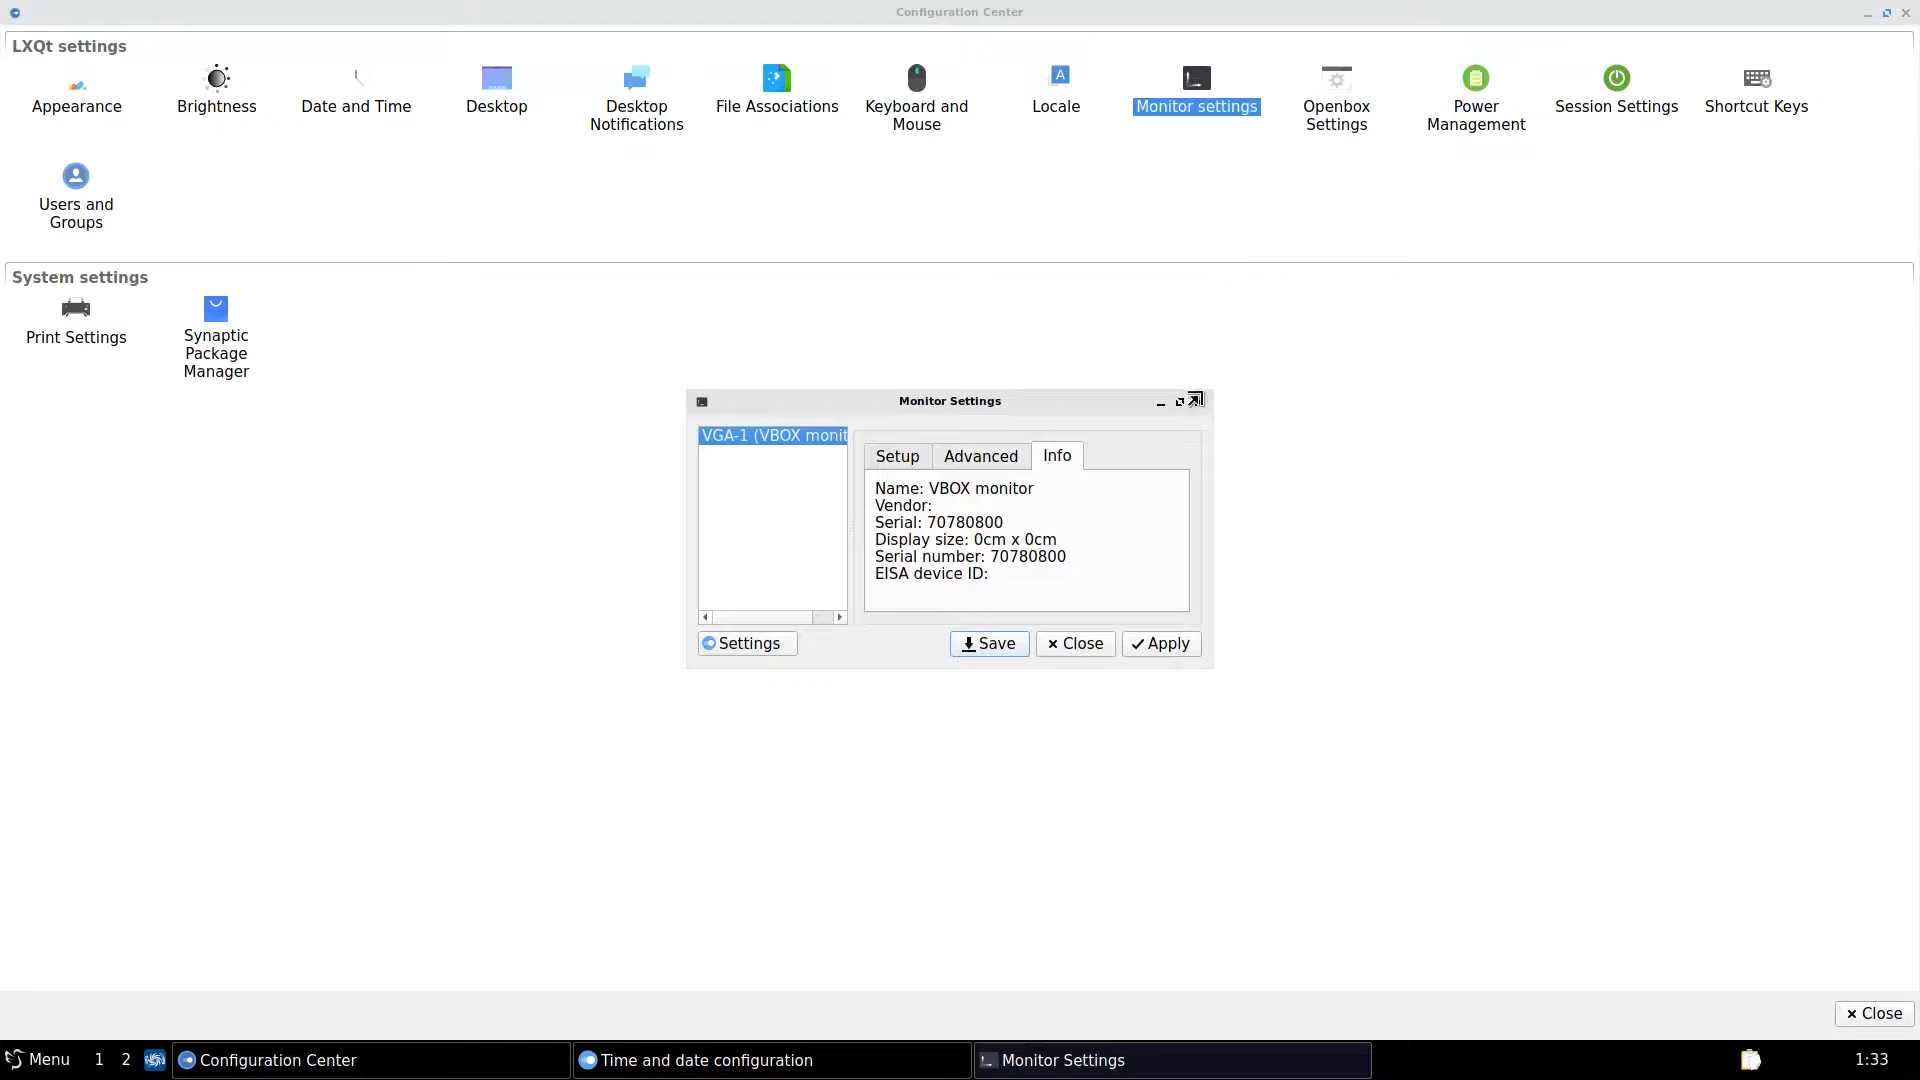 Configuration Center
LXQt settings
Appearance
Brightness
Date and Time
Desktop
Desktop
Notifications
File Associations
Keyboard and
Mouse
Locale
Monitor settings
Openbox
Settings
Power
Management
Session Settings
Shortcut Keys
Users and
Groups
System settings
Print Settings
Synaptic
Package
Manager
Monitor Settings
VGA-1 (VBOX monit
Setup
Advanced
Info
Name: VBOX monitor
Vendor:
Serial: 70780800
Display size: 0cm x 0cm
Serial number: 70780800
EISA device ID:
Settings
Save
Close
Apply
Close
Menu
1
2
Configuration Center
Time and date configuration
Monitor Settings
1:33